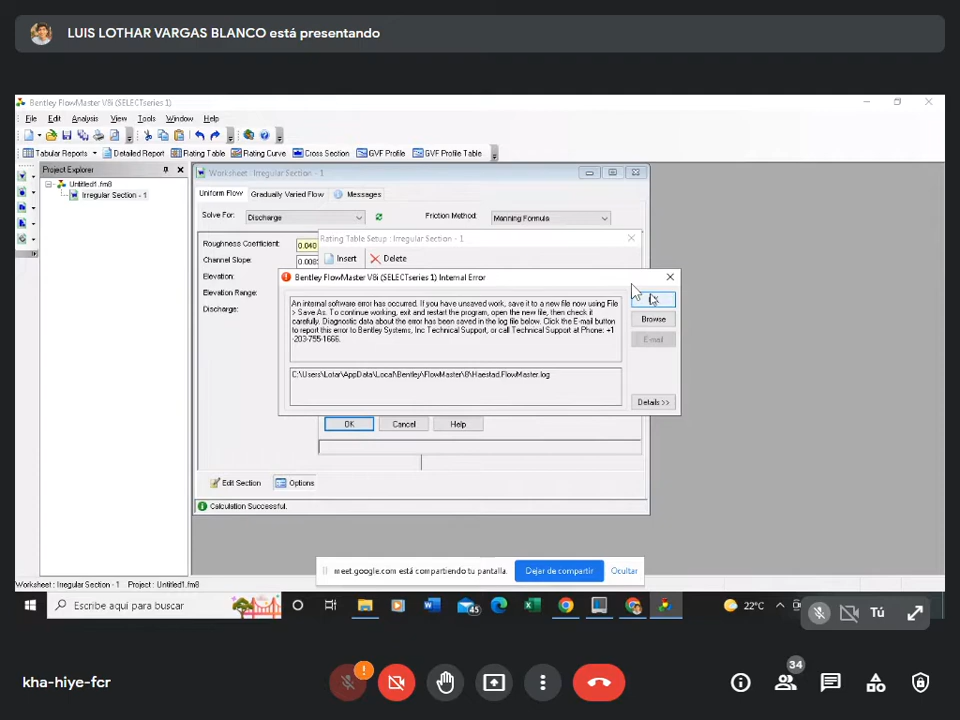 LUIS LOTHAR VARGAS BLANCO está presentando
Bentley FlowMaster V8i (SELECTseries 1)
File Edit Analysis View Tools Window Help
Tabular Reports Detailed Report Rating Table Rating Curve Cross Section GVF Profile GVF Profile Table
Project Explorer
Untitled1.fm8
Irregular Section - 1
Worksheet : Irregular Section - 1
Uniform Flow Gradually Varied Flow Messages
Solve For: Discharge Friction Method: Manning Formula
Roughness Coefficient: 0.040
Channel Slope:
Elevation:
Elevation Range:
Discharge:
Rating Table Setup : Irregular Section - 1
Insert Delete
Bentley FlowMaster V8i (SELECTseries 1) Internal Error
An internal software error has occurred. If you have unsaved work, save it to a new file now using File
> Save As. To continue working, exit and restart the program, open the new file, then check it
carefully. Diagnostic data about the error has been saved in the log file below. Click the E-mail button
to report this error to Bentley Systems, Inc Technical Support, or call Technical Support at Phone: +1
-203-755-1666.
Browse
E-mail
C:\Users\Lotar\AppData\Local\Bentley\FlowMaster\8\Haestad.FlowMaster.log
Details >>
OK Cancel Help
Edit Section Options
Calculation Successful.
meet.google.com está compartiendo tu pantalla. Dejar de compartir Ocultar
Worksheet : Irregular Section - 1 Project: Untitled1.fm8
Escribe aquí para buscar
45
22°C
Tú
kha-hiye-fcr
34